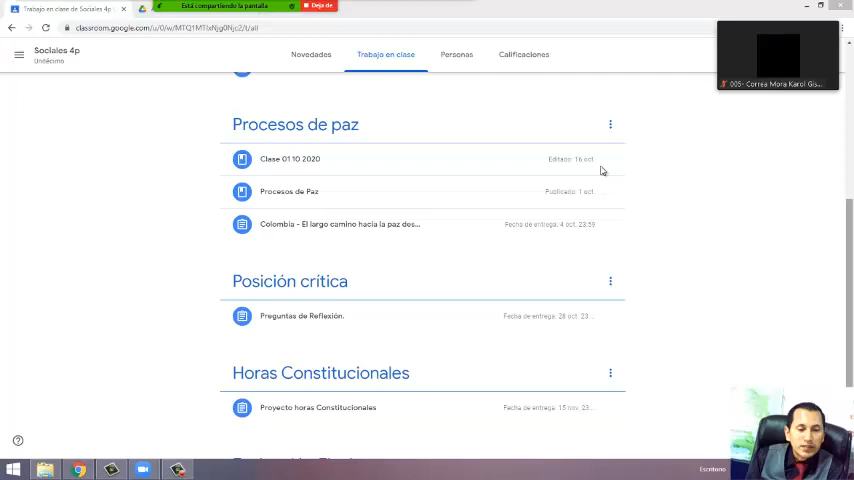 Trabajo en clase de Sociales 4p
Está compartiendo la pantalla
Deja de
classroom.google.com/u/0/w/
Sociales 4p
Undécimo
Novedades
Trabajo en clase
Personas
Calificaciones
005- Correa Mora Karol Gis...
Procesos de paz
Clase 01 10 2020
Editado: 16 oct
Procesos de Paz
Publicado: 1 oct.
Colombia - El largo camino hacia la paz des...
Fecha de entrega: 4 oct, 23:59
Posición crítica
Preguntas de Reflexión.
Fecha de entrega: 28 oct. 23...
Horas Constitucionales
Proyecto horas Constitucionales
Fecha de entrega: 15 nov, 23...
Escritorio